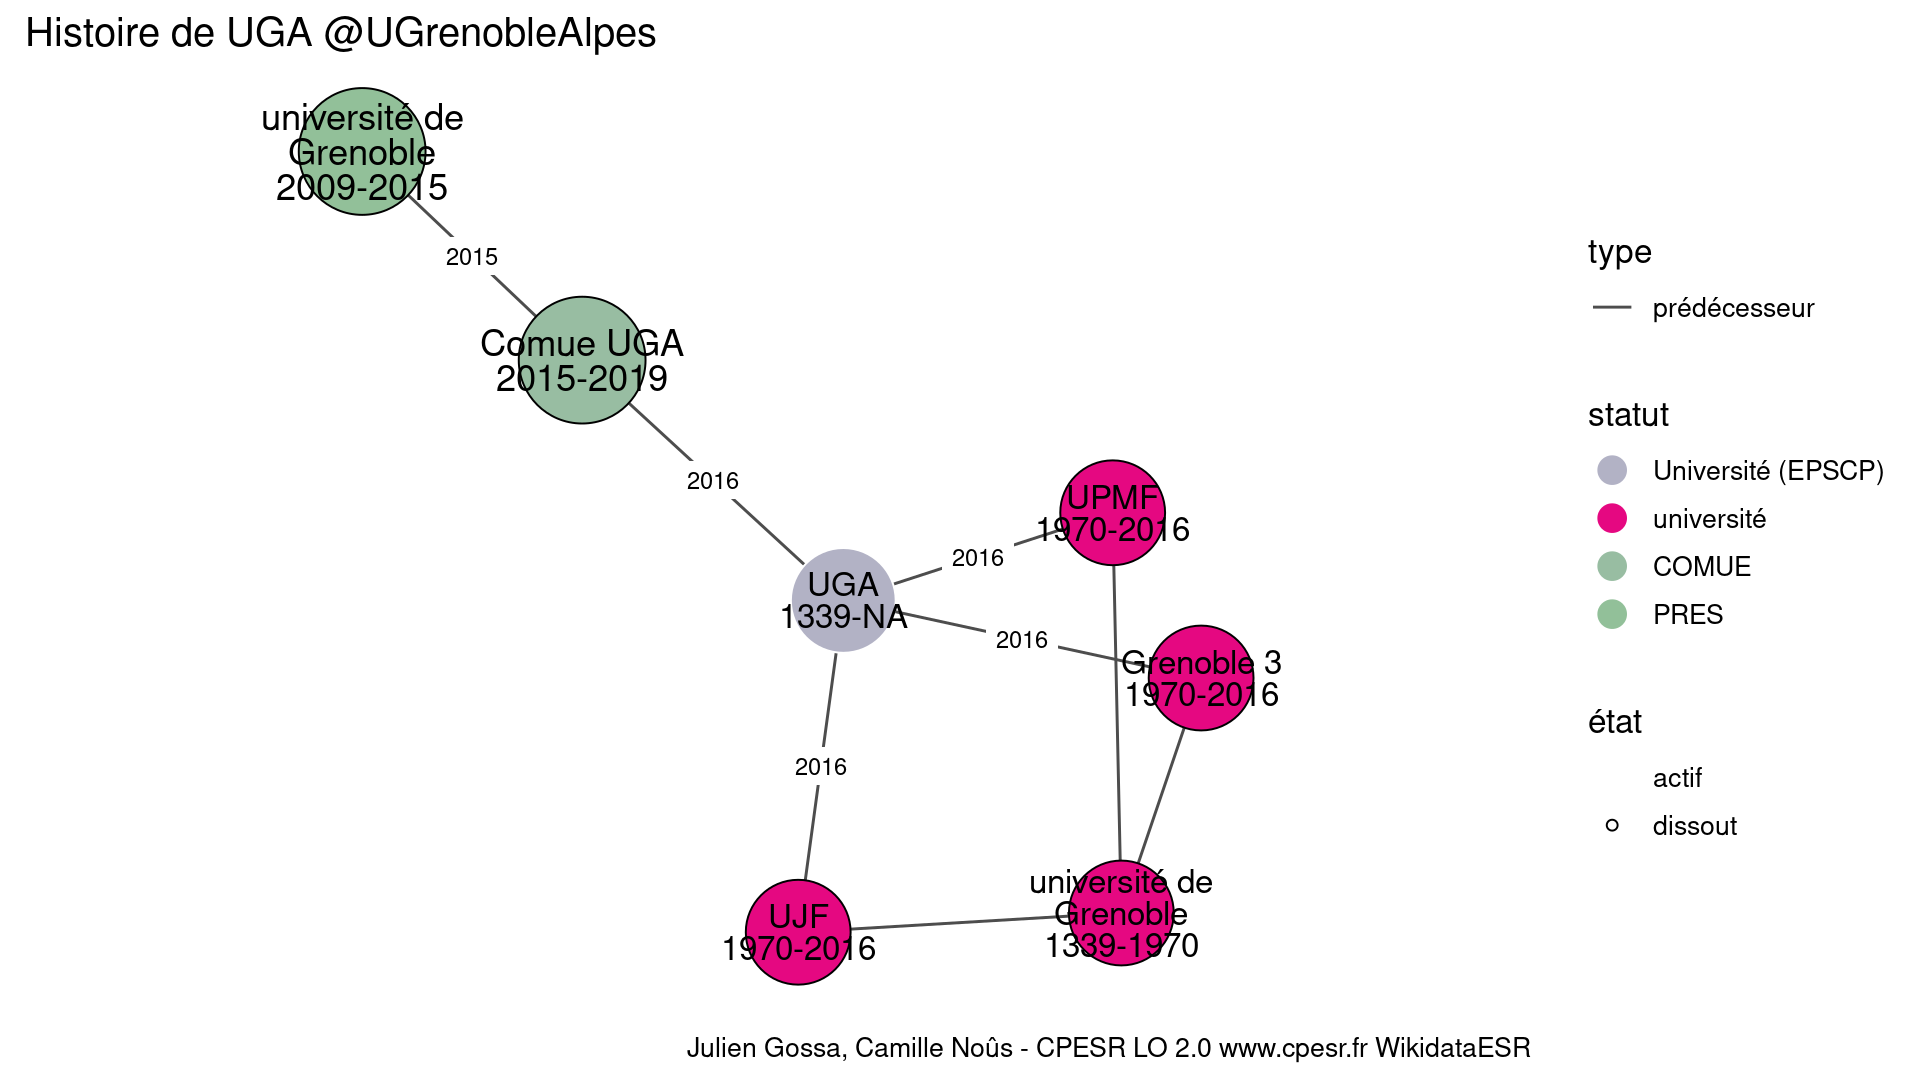 Histoire de UGA @UGrenobleAlpes
université de
Grenoble
2009-2015
2015
Comue UGA
2015-2019
2016
UGA
1339-NA
2016
UPMF
1970-2016
2016
Grenoble 3
1970-2016
2016
UJF
1970-2016
université de
Grenoble
1339-1970
type
prédécesseur
statut
Université (EPSCP)
université
COMUE
PRES
état
actif
dissout
Julien Gossa, Camille Noûs - CPESR LO 2.0 www.cpesr.fr WikidataESR